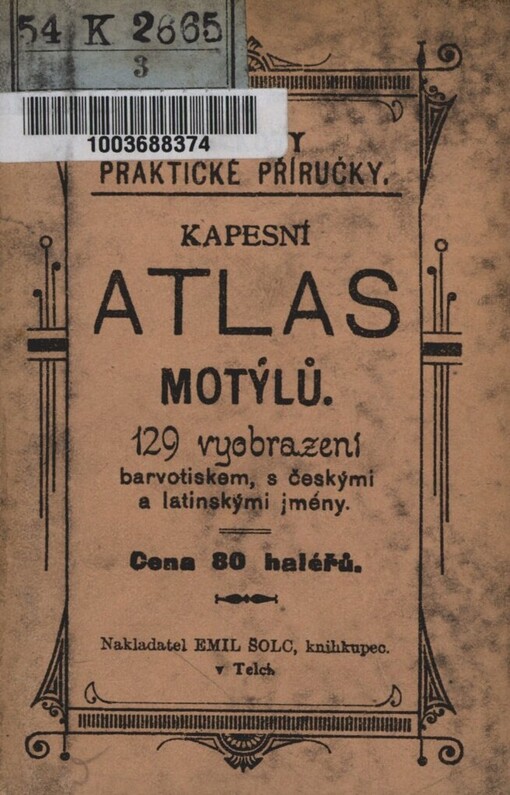 54 K 2665
3
1003688374
PRAKTICKÉ PŘÍRUČKY.
KAPESNÍ
ATLAS
MOTÝLŮ.
129 vyobrazení
barvotiskem, s českými
a latinskými jmény.
Cena 80 haléřů.
Nakladatel EMIL ŠOLC, knihkupec.
v Telči